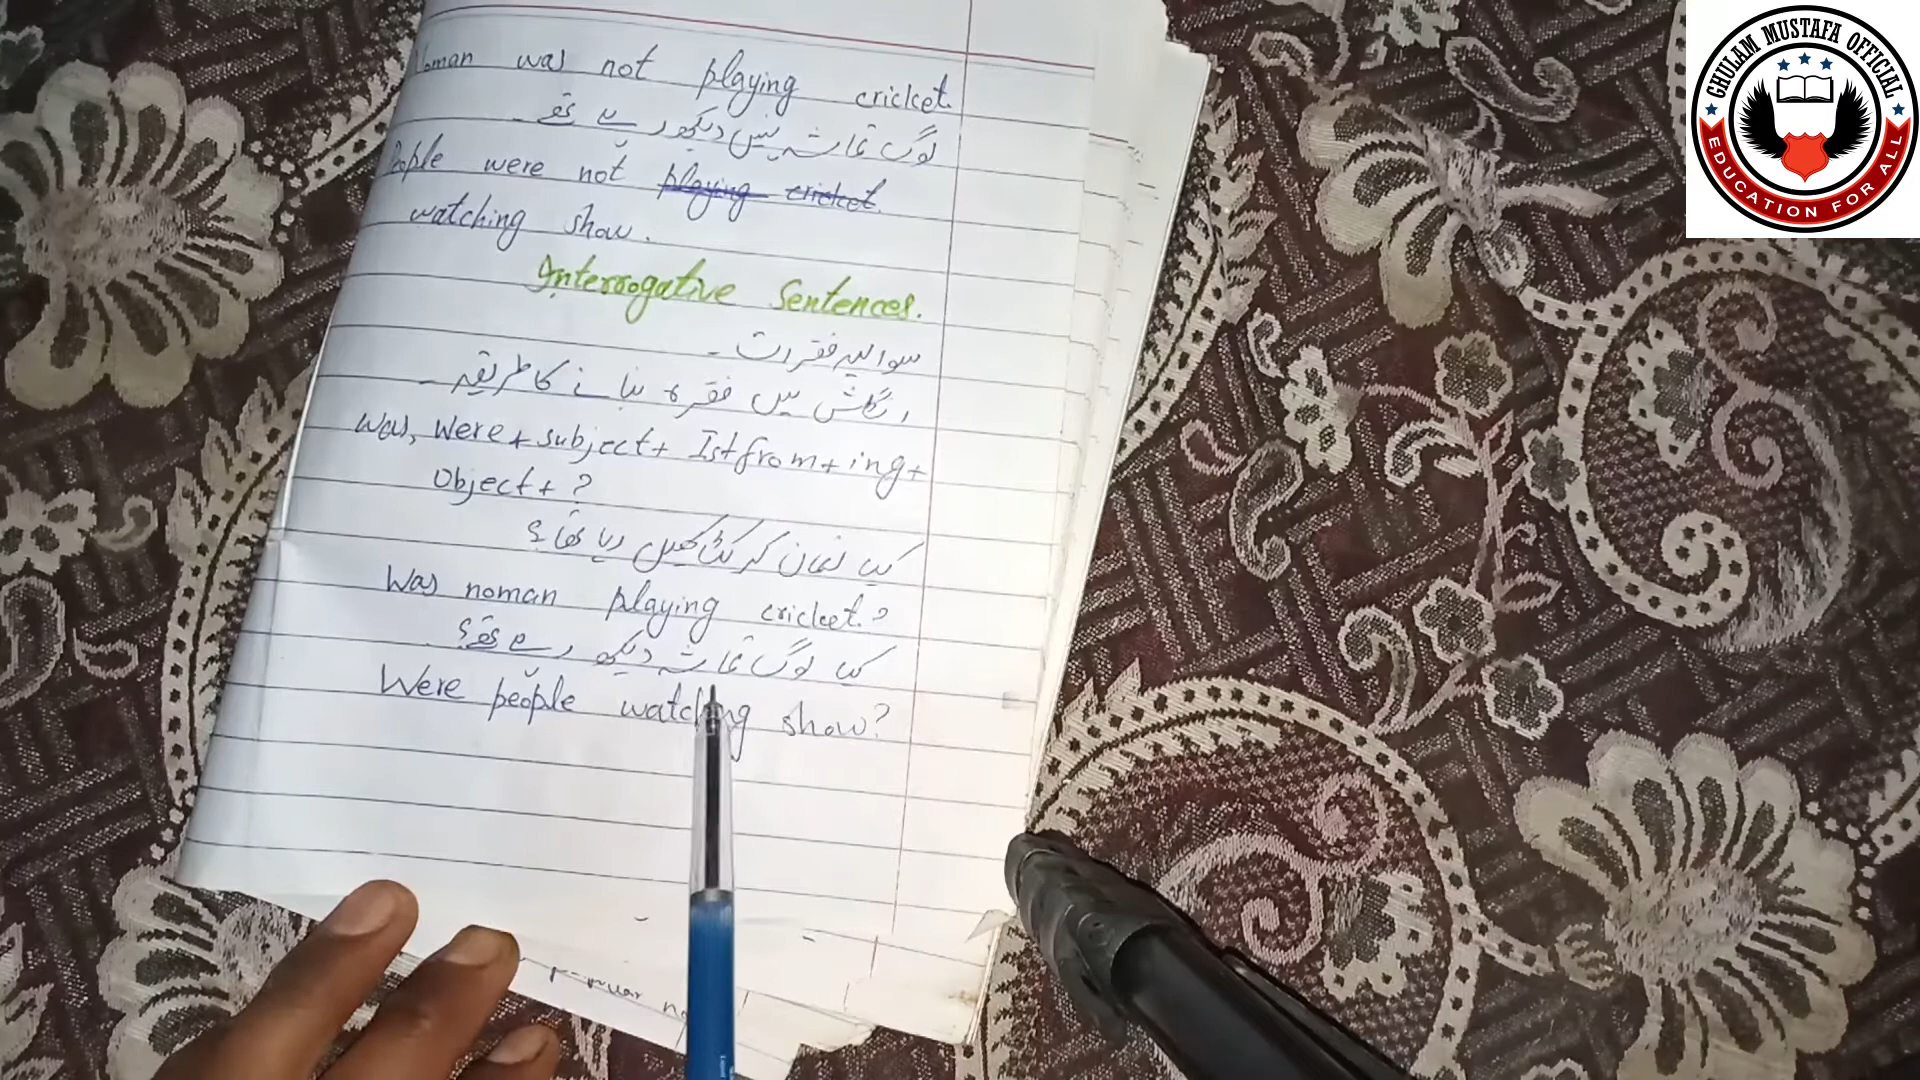 Noman was not playing cricket.
لوگ تماشہ نہیں دیکھ رہے تھے۔
People were not playing cricket.
watching show.
Interrogative Sentences.
سوالیہ فقرات۔
انگلش میں فقرہ بنانے کا طریقہ۔
Was, Were + subject + Ist from + ing +
Object + ?
کیا نعمان کرکٹ کھیل رہا تھا؟
Was noman playing cricket.?
کیا لوگ تماشہ دیکھ رہے تھے؟
Were people watching show?
GHULAM MUSTAFA OFFICIAL
EDUCATION FOR ALL